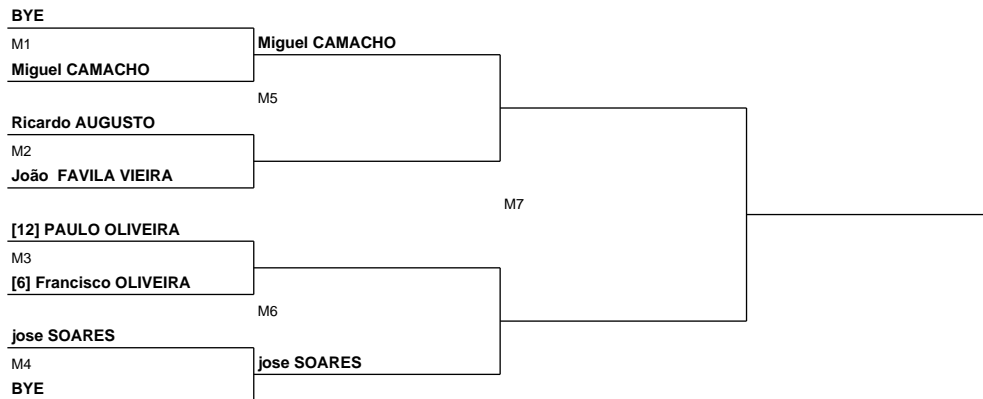 BYE
M1
Miguel CAMACHO
Miguel CAMACHO
M5
Ricardo AUGUSTO
M2
João  FAVILA VIEIRA
M7
[12] PAULO OLIVEIRA
M3
[6] Francisco OLIVEIRA
M6
jose SOARES
M4
jose SOARES
BYE